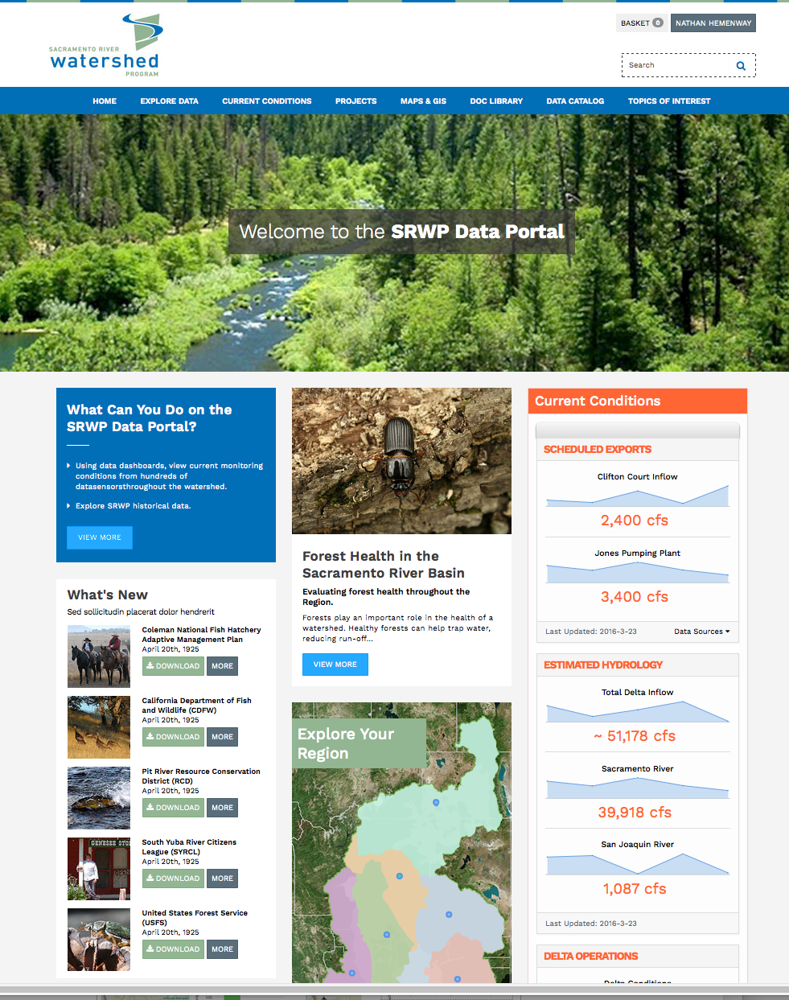 SACRAMENTO RIVER
watershed
PROGRAM
BASKET 0
NATHAN HEMENWAY
Search
HOME
EXPLORE DATA
CURRENT CONDITIONS
PROJECTS
MAPS & GIS
DOC LIBRARY
DATA CATALOG
TOPICS OF INTEREST
Welcome to the SRWP Data Portal
What Can You Do on the
SRWP Data Portal?
Using data dashboards, view current monitoring
conditions from hundreds of
datasensorsthroughout the watershed.
Explore SRWP historical data.
VIEW MORE
What's New
Sed sollicitudin placerat dolor hendrerit
Coleman National Fish Hatchery
Adaptive Management Plan
April 20th, 1925
DOWNLOAD
MORE
California Department of Fish
and Wildlife (CDFW)
April 20th, 1925
DOWNLOAD
MORE
Pit River Resource Conservation
District (RCD)
April 20th, 1925
DOWNLOAD
MORE
South Yuba River Citizens
League (SYRCL)
April 20th, 1925
DOWNLOAD
MORE
United States Forest Service
(USFS)
April 20th, 1925
DOWNLOAD
MORE
Forest Health in the
Sacramento River Basin
Evaluating forest health throughout the
Region.
Forests play an important role in the health of a
watershed. Healthy forests can help trap water,
reducing run-off...
VIEW MORE
Explore Your
Region
Current Conditions
SCHEDULED EXPORTS
Clifton Court Inflow
2,400 cfs
Jones Pumping Plant
3,400 cfs
Last Updated: 2016-3-23
Data Sources
ESTIMATED HYDROLOGY
Total Delta Inflow
~ 51,178 cfs
Sacramento River
39,918 cfs
San Joaquin River
1,087 cfs
Last Updated: 2016-3-23
DELTA OPERATIONS
Delta Conditions